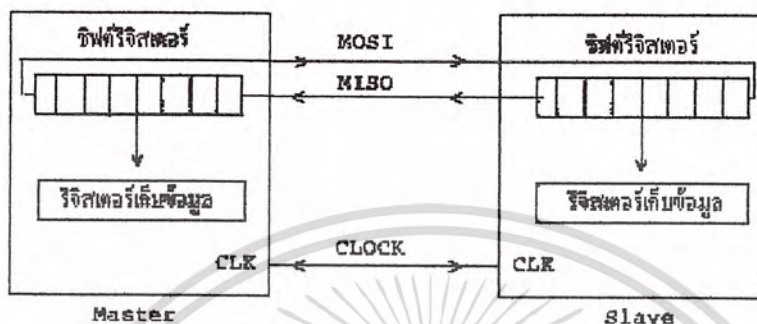 ชิฟต์รีจิสเตอร์
MOSI
ชิฟต์รีจิสเตอร์
MISO
รีจิสเตอร์เก็บข้อมูล
รีจิสเตอร์เก็บข้อมูล
CLK
CLOCK
CLK
Master
Slave